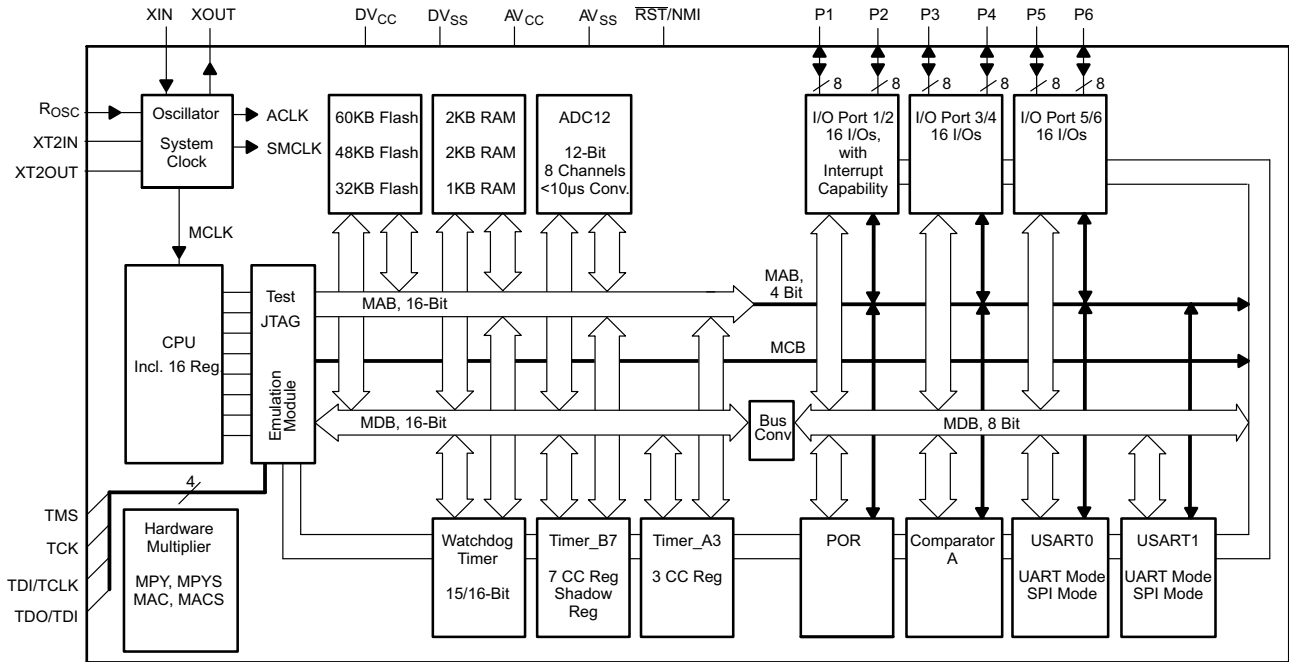 XIN
XOUT
DVCC
DVSS
AVCC
AVSS
RST/NMI
P1
P2
P3
P4
P5
P6
8
8
8
8
8
8
ROSC
XT2IN
XT2OUT
Oscillator
System
Clock
ACLK
SMCLK
MCLK
60KB Flash
48KB Flash
32KB Flash
2KB RAM
2KB RAM
1KB RAM
ADC12
12-Bit
8 Channels
<10µs Conv.
I/O Port 1/2
16 I/Os,
with
Interrupt
Capability
I/O Port 3/4
16 I/Os
I/O Port 5/6
16 I/Os
CPU
Incl. 16 Reg.
Test
JTAG
Emulation
Module
MAB, 16-Bit
MAB,
4 Bit
MCB
MDB, 16-Bit
Bus
Conv
MDB, 8 Bit
4
TMS
TCK
TDI/TCLK
TDO/TDI
Hardware
Multiplier
MPY, MPYS
MAC, MACS
Watchdog
Timer
15/16-Bit
Timer_B7
7 CC Reg
Shadow
Reg
Timer_A3
3 CC Reg
POR
Comparator
A
USART0
UART Mode
SPI Mode
USART1
UART Mode
SPI Mode